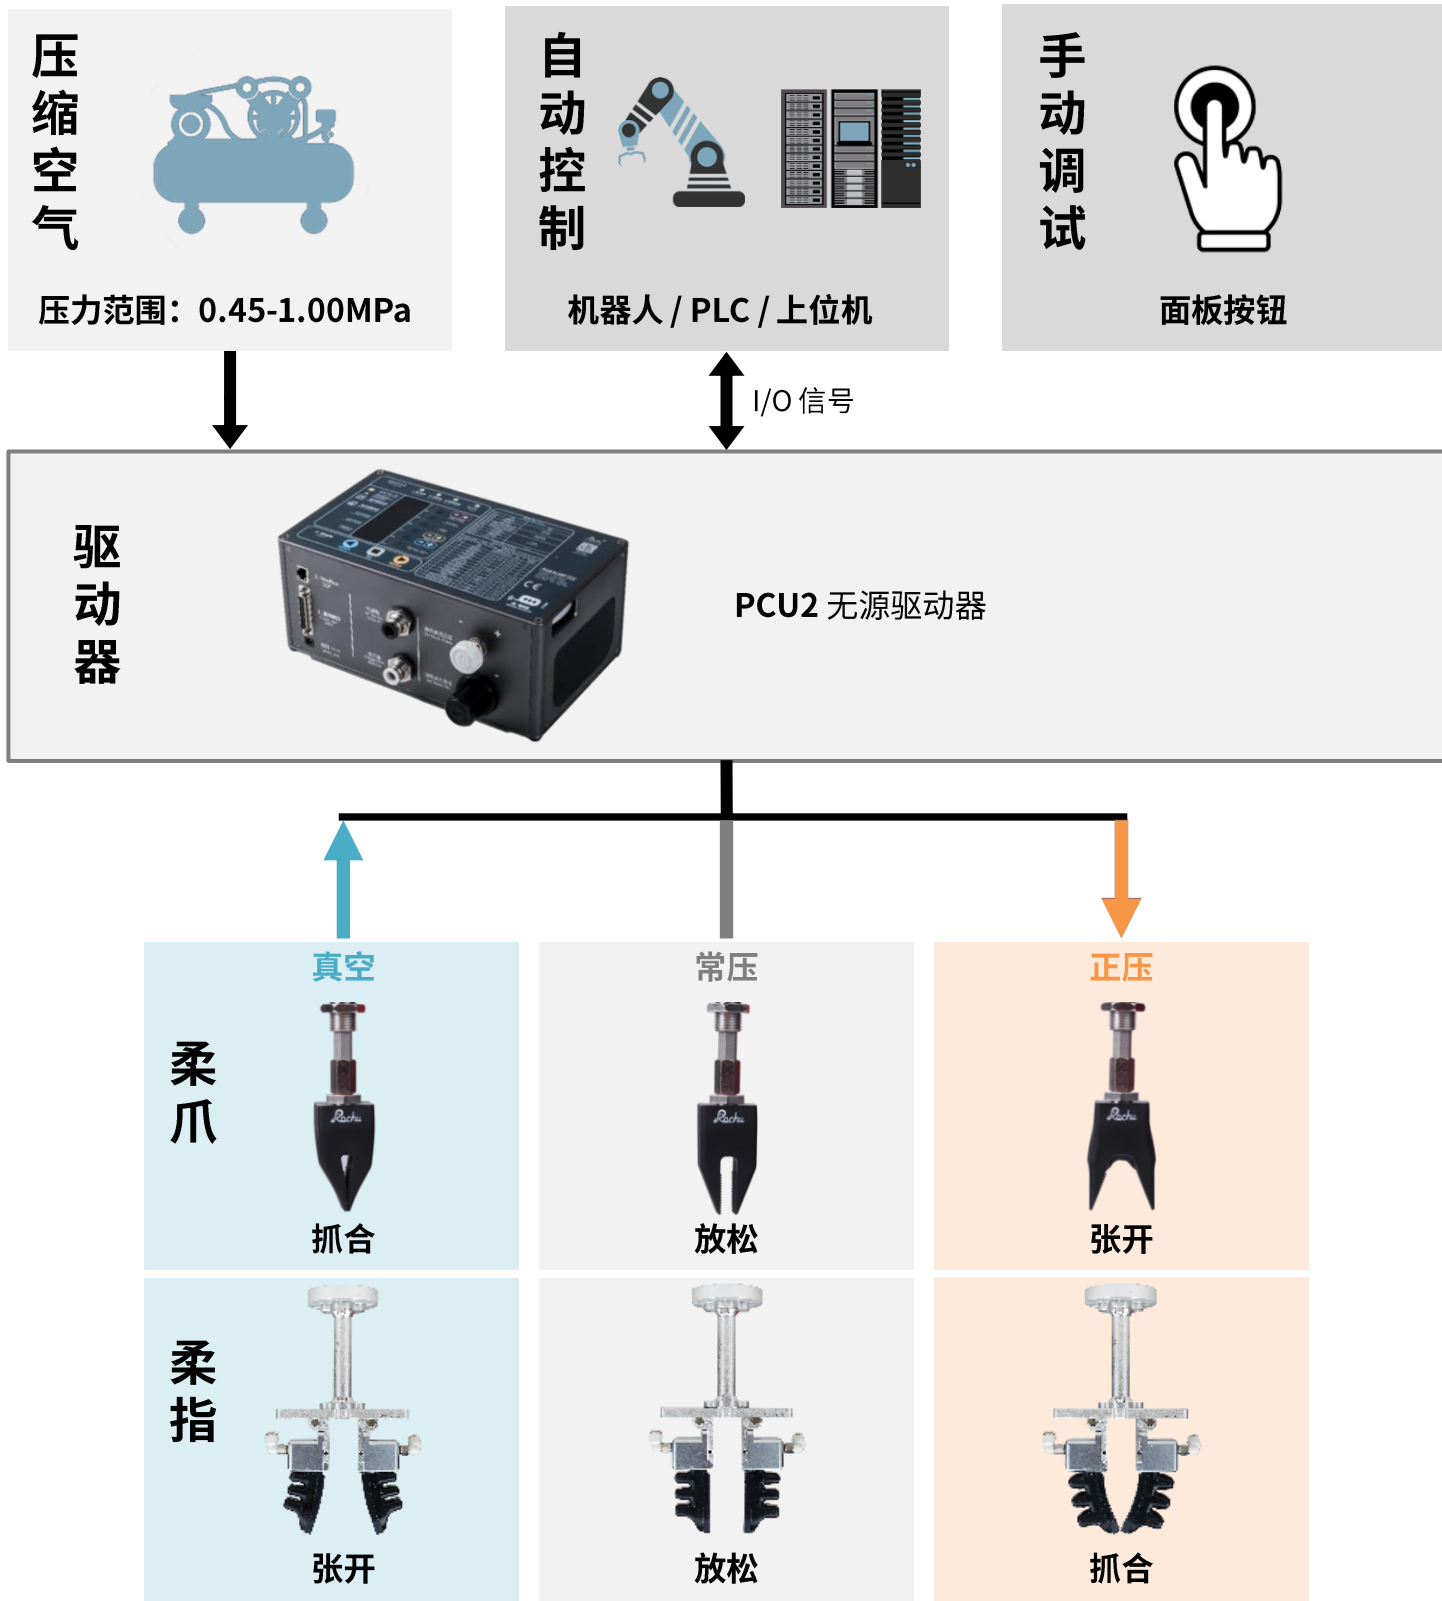 压缩空气
压力范围：0.45-1.00MPa
自动控制
机器人 / PLC / 上位机
手动调试
面板按钮
I/O 信号
驱动器
PCU2 无源驱动器
真空
常压
正压
柔爪
Rochu
Rochu
Rochu
抓合
放松
张开
柔指
张开
放松
抓合